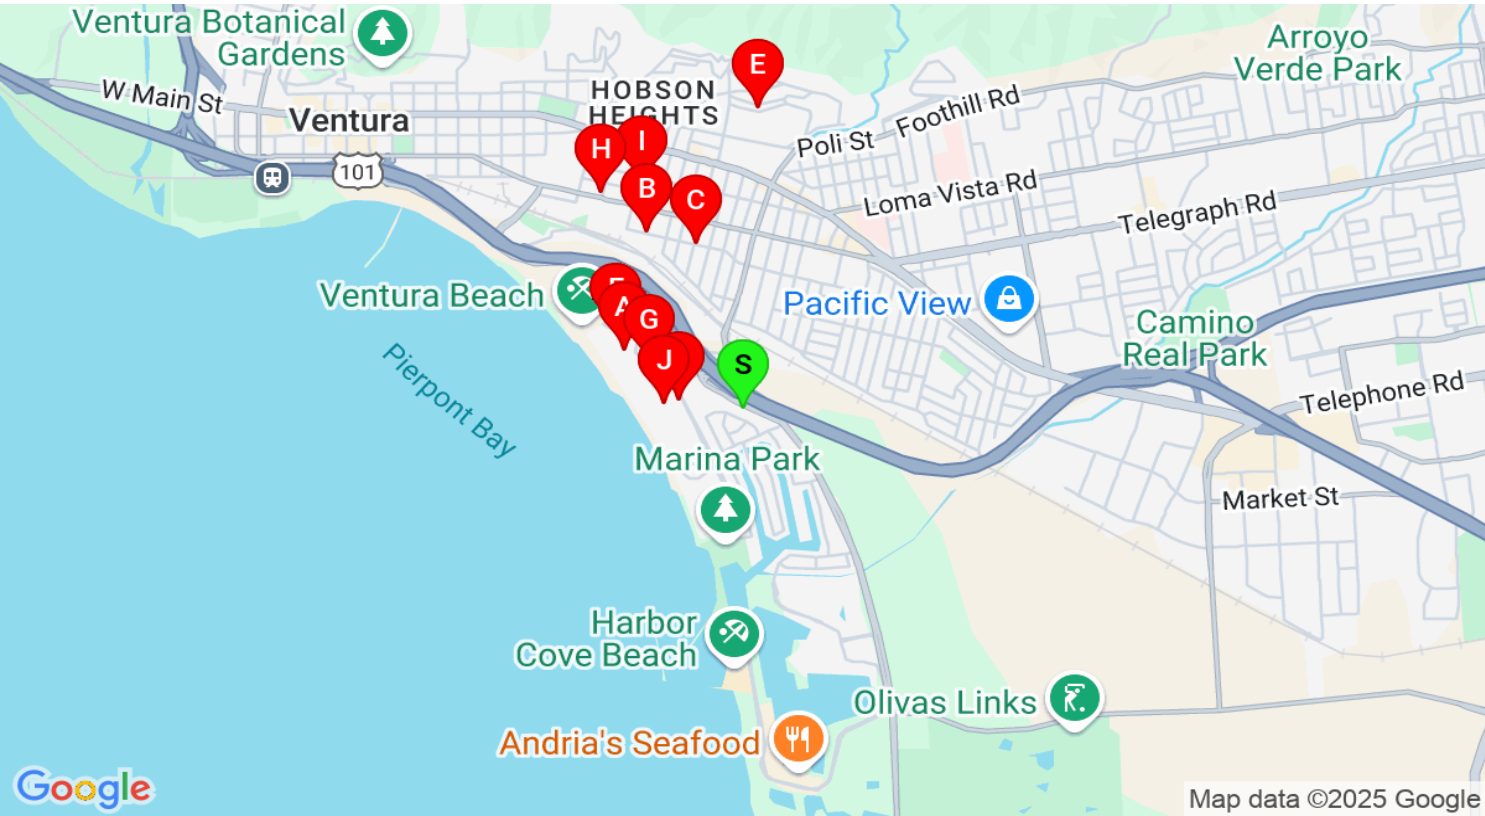 Ventura Botanical
Gardens
Arroyo
Verde Park
E
HOBSON
HEIGHTS
W Main St
Foothill Rd
Ventura
Poli St
I
H
101
B
C
Loma Vista Rd
Telegraph Rd
Ventura Beach
A
G
Pacific View
Camino
Real Park
J
S
Pierpont Bay
Telephone Rd
Marina Park
Market St
Harbor
Cove Beach
Olivas Links
Andria's Seafood
Google
Map data ©2025 Google